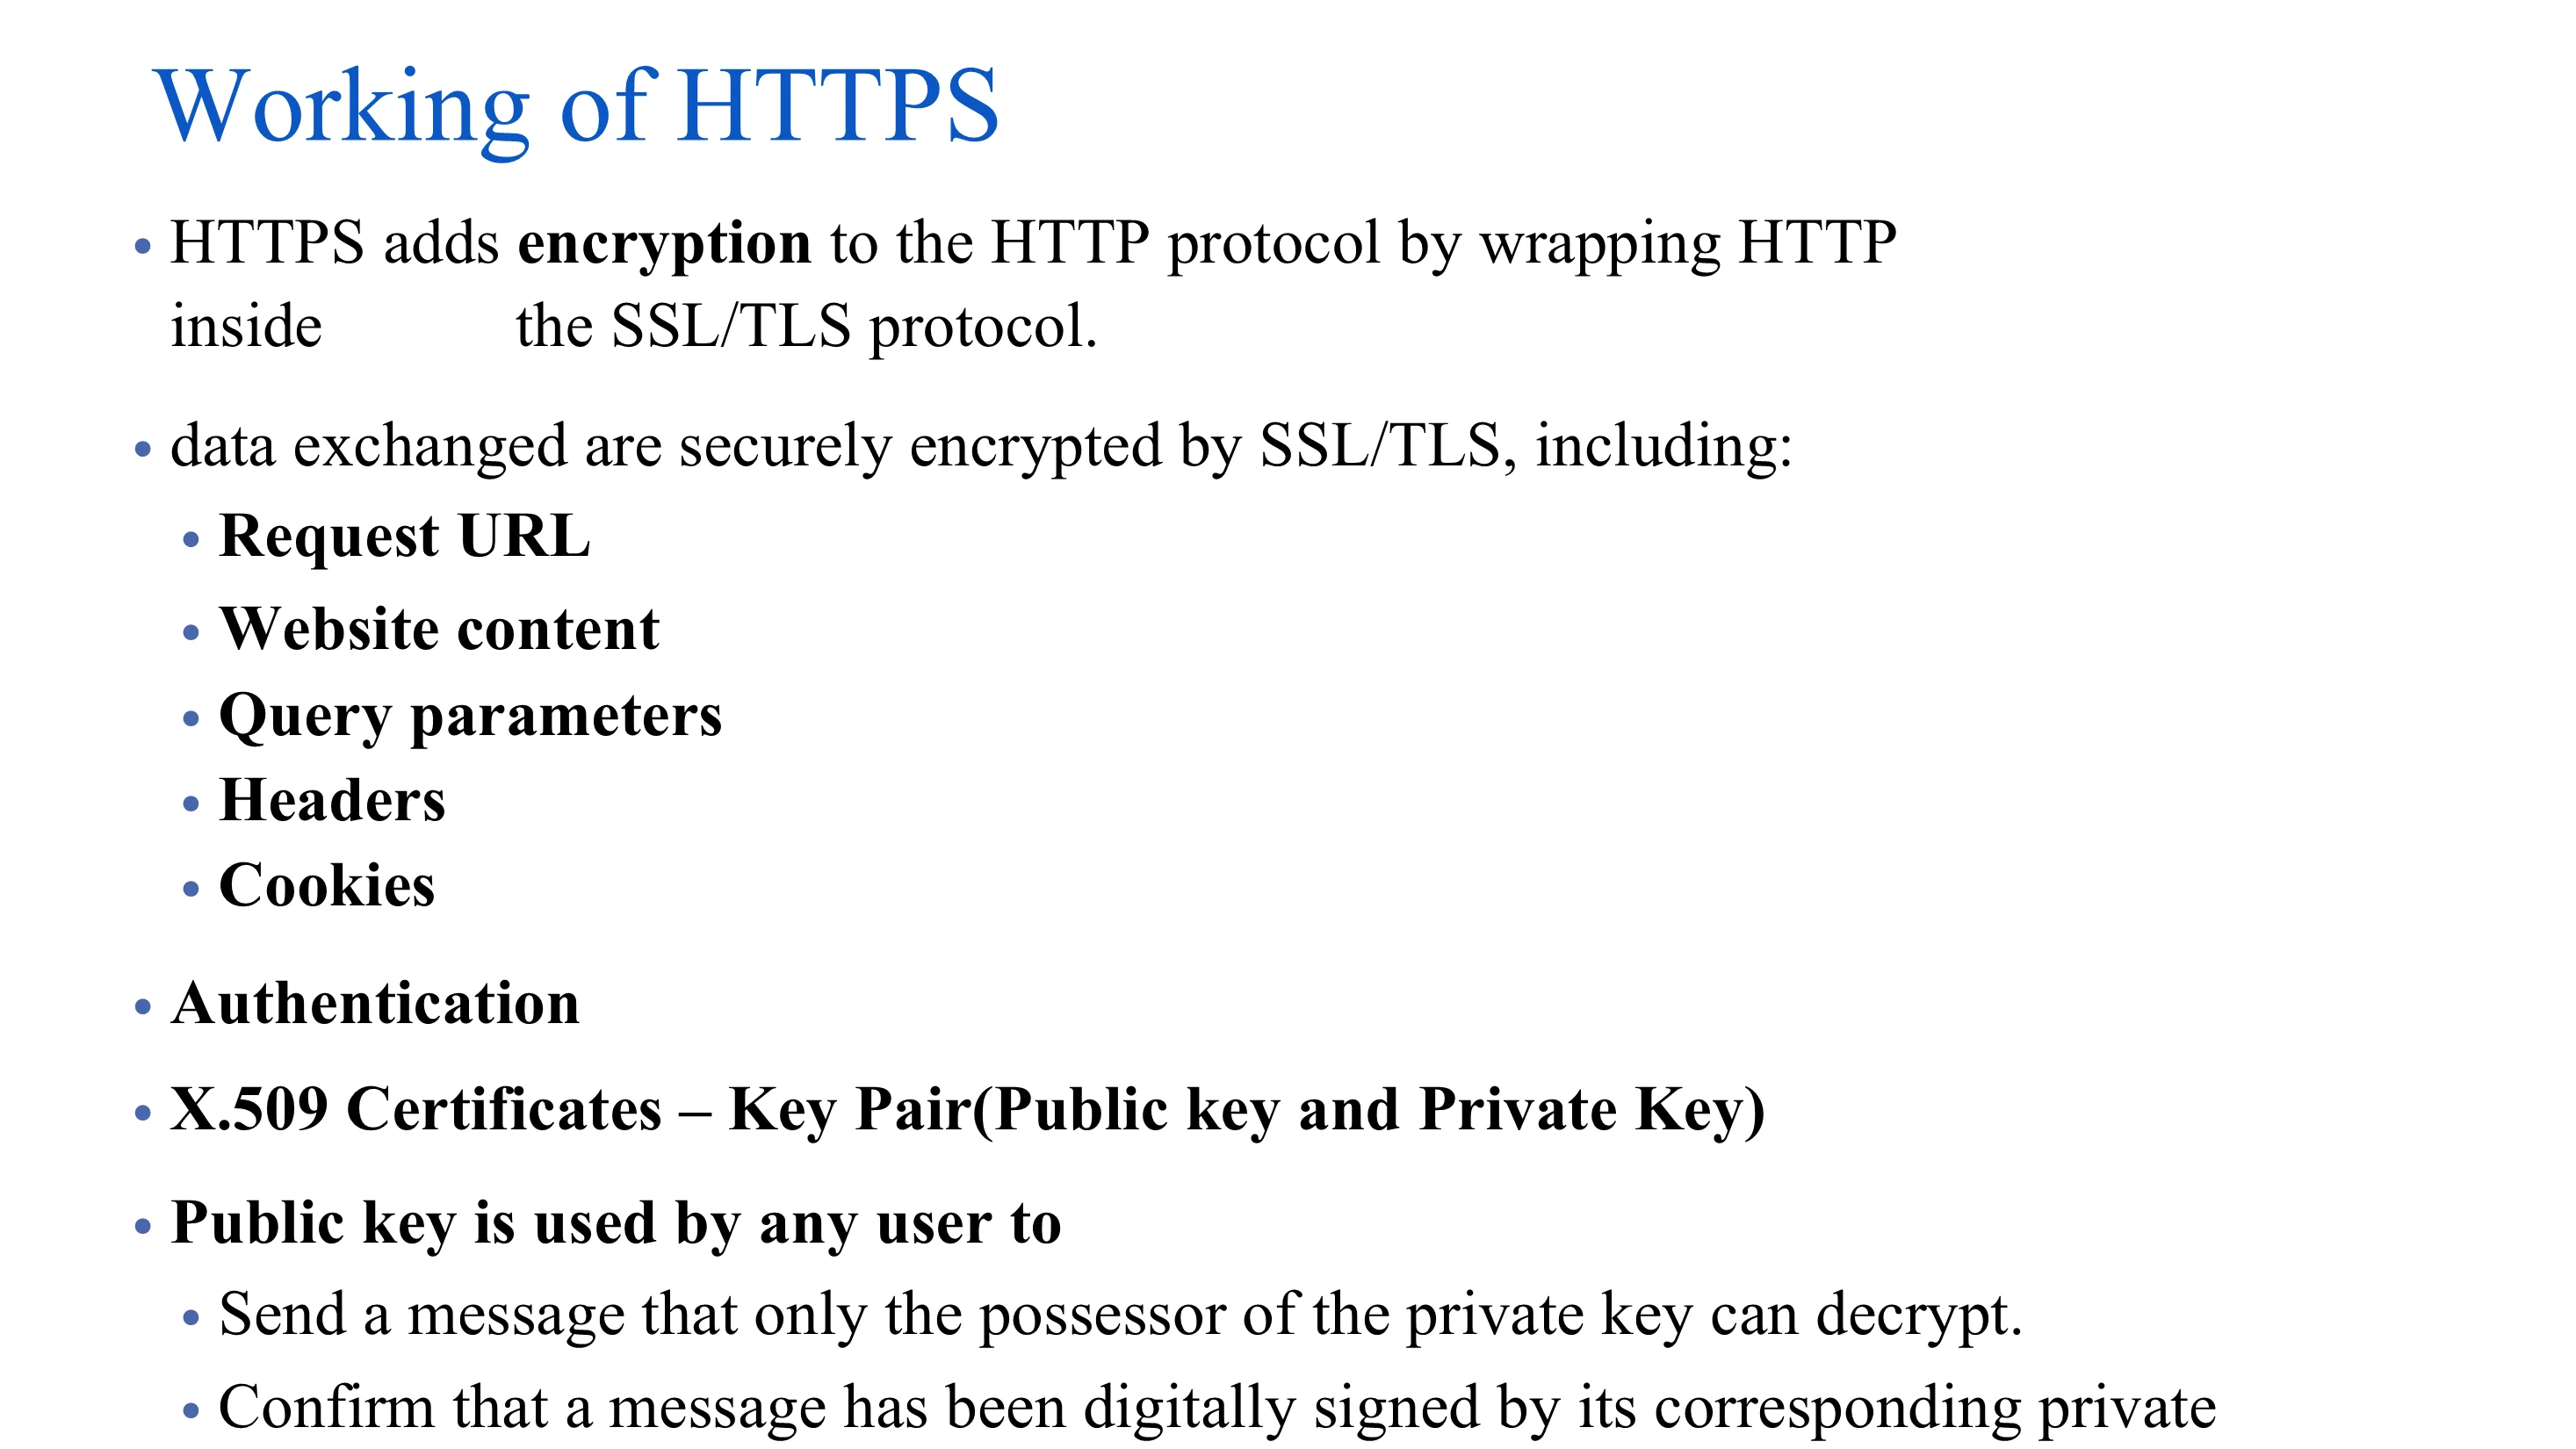 Working of HTTPS
• HTTPS adds encryption to the HTTP protocol by wrapping HTTP
inside the SSL/TLS protocol.
• data exchanged are securely encrypted by SSL/TLS, including:
• Request URL
• Website content
• Query parameters
• Headers
• Cookies
• Authentication
• X.509 Certificates – Key Pair(Public key and Private Key)
• Public key is used by any user to
• Send a message that only the possessor of the private key can decrypt.
• Confirm that a message has been digitally signed by its corresponding private